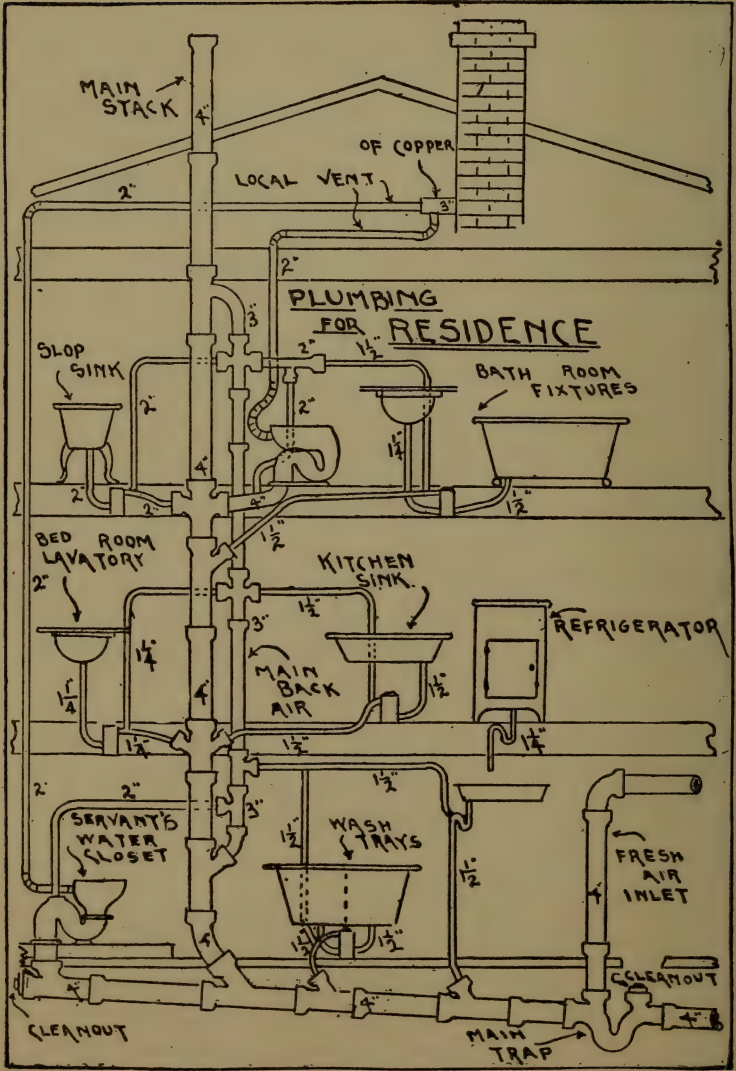 MAIN
STACK
4"
OF COPPER
LOCAL VENT
2"
3"
2"
PLUMBING
FOR RESIDENCE
3"
2"
1½"
SLOP
SINK
BATH ROOM
FIXTURES
2"
2"
1¼"
4"
2"
2"
4"
1½"
1½"
BED ROOM
LAVATORY
2"
KITCHEN
SINK
1½"
3"
REFRIGERATOR
1¼"
1¼"
MAIN
BACK
AIR
4"
1½"
1¼"
1½"
1¼"
2"
2"
3"
1½"
SERVANT'S
WATER
CLOSET
1½"
WASH
TRAYS
1½"
FRESH
AIR
INLET
4"
4"
1½"
1½"
CLEANOUT
4"
4"
4"
CLEANOUT
MAIN
TRAP